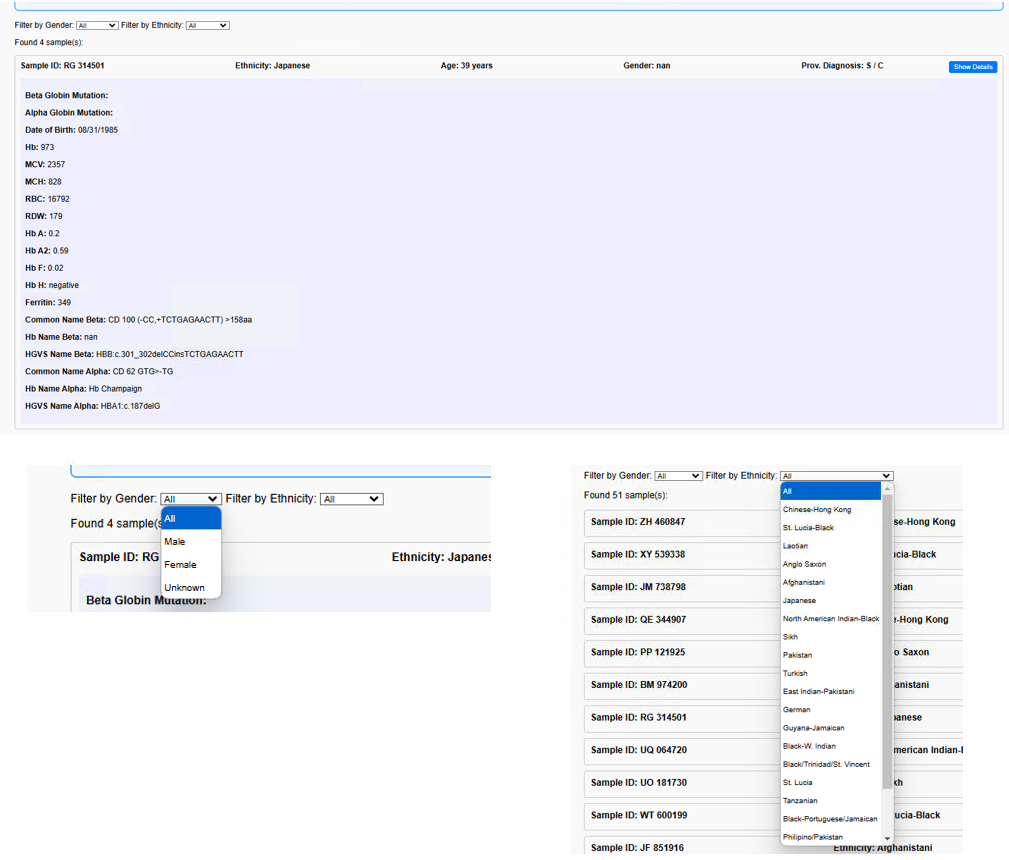 Filter by Gender: All Filter by Ethnicity: All
Found 4 sample(s):
Sample ID: RG 314501 Ethnicity: Japanese Age: 39 years Gender: nan Prov. Diagnosis: S / C Show Details
Beta Globin Mutation:
Alpha Globin Mutation:
Date of Birth: 08/31/1985
Hb: 973
MCV: 2357
MCH: 828
RBC: 16792
RDW: 179
Hb A: 0.2
Hb A2: 0.59
Hb F: 0.02
Hb H: negative
Ferritin: 349
Common Name Beta: CD 100 (-CC,+TCTGAGAACTT) >158aa
Hb Name Beta: nan
HGVS Name Beta: HBB:c.301_302delCCinsTCTGAGAACTT
Common Name Alpha: CD 62 GTG>-TG
Hb Name Alpha: Hb Champaign
HGVS Name Alpha: HBA1:c.187delG
Filter by Gender: All Filter by Ethnicity: All
Found 4 sample(s
All
Male
Female
Unknown
Sample ID: RG Ethnicity: Japanes
Beta Globin Mutation:
Filter by Gender: All Filter by Ethnicity: All
Found 51 sample(s):
Sample ID: ZH 460847 se-Hong Kong
Sample ID: XY 539338 ucia-Black
Sample ID: JM 738798 otian
Sample ID: QE 344907 e-Hong Kong
Sample ID: PP 121925 o Saxon
Sample ID: BM 974200 anistani
Sample ID: RG 314501 panese
Sample ID: UQ 064720 merican Indian-
Sample ID: UO 181730 kh
Sample ID: WT 600199 ucia-Black
Sample ID: JF 851916 Ethnicity: Afghanistani
All
Chinese-Hong Kong
St. Lucia-Black
Laotian
Anglo Saxon
Afghanistani
Japanese
North American Indian-Black
Sikh
Pakistan
Turkish
East Indian-Pakistani
German
Guyana-Jamaican
Black-W. Indian
Black/Trinidad/St. Vincent
St. Lucia
Tanzanian
Black-Portuguese/Jamaican
Philipino/Pakistan